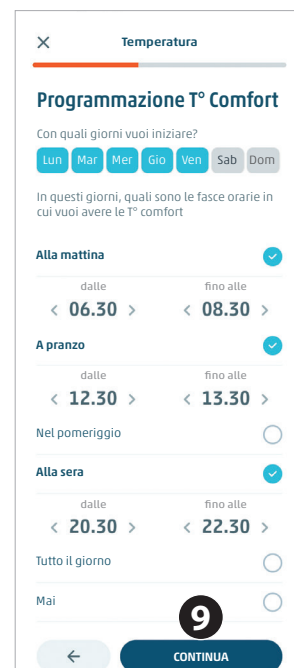 Temperatura
Programmazione T° Comfort
Con quali giorni vuoi iniziare?
Lun Mar Mer Gio Ven Sab Dom
In questi giorni, quali sono le fasce orarie in
cui vuoi avere le T° comfort
Alla mattina
dalle fino alle
< 06.30 > < 08.30 >
A pranzo
dalle fino alle
< 12.30 > < 13.30 >
Nel pomeriggio
Alla sera
dalle fino alle
< 20.30 > < 22.30 >
Tutto il giorno
Mai
9
CONTINUA